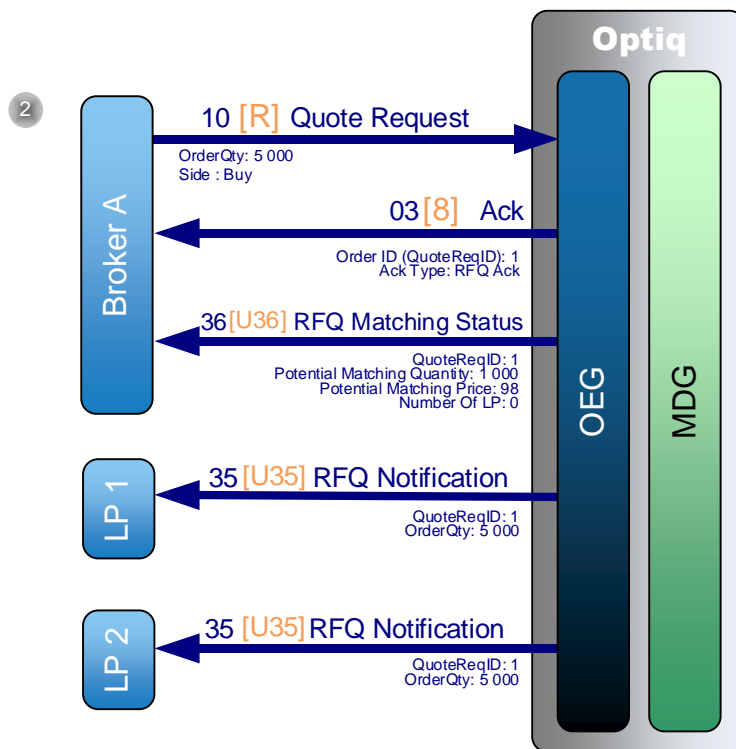 Optiq
2
10 [R] Quote Request
OrderQty: 5 000
Side : Buy
03 [8] Ack
Order ID (QuoteReqID): 1
Ack Type: RFQ Ack
Broker A
36 [U36] RFQ Matching Status
QuoteReqID: 1
Potential Matching Quantity: 1 000
Potential Matching Price: 98
Number Of LP: 0
OEG
MDG
35 [U35] RFQ Notification
QuoteReqID: 1
OrderQty: 5 000
LP 1
35 [U35] RFQ Notification
QuoteReqID: 1
OrderQty: 5 000
LP 2